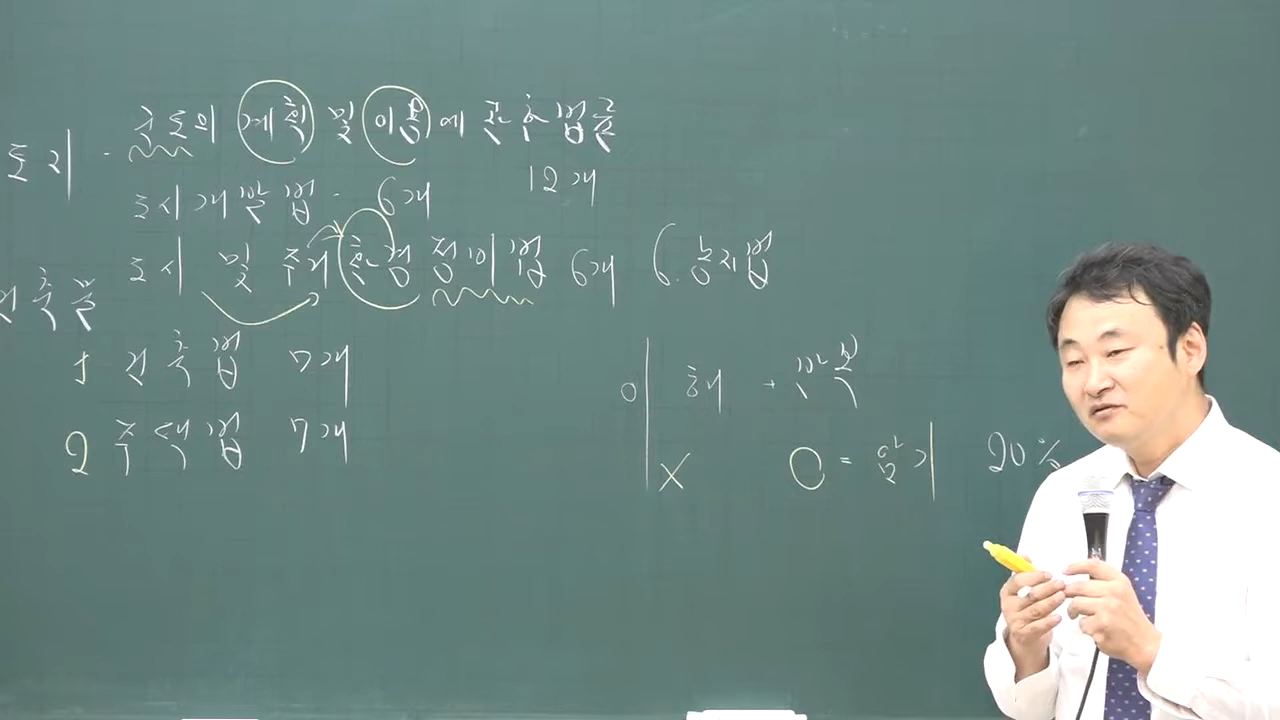 토지 - 국토의 계획 및 이용에 관한 법률
12개
도시개발법 - 6개
도시 및 주거환경정비법 6개 6. 농지법
건축물
1 건축법 7개
2 주택법 7개
이해 → 반복
X O = 암기 20%